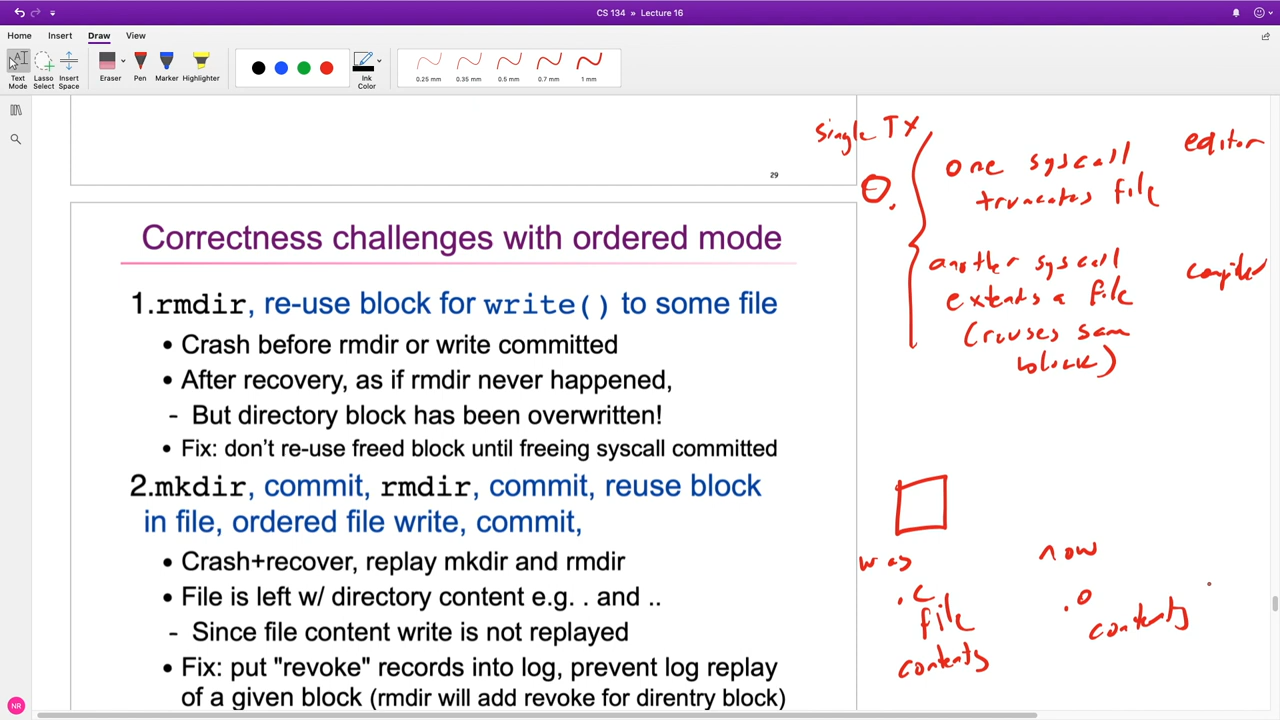 CS 134 » Lecture 16
Home Insert Draw View
Text Mode
Lasso Select
Insert Space
Eraser
Pen
Marker
Highlighter
Ink Color
0.25 mm
0.35 mm
0.5 mm
0.7 mm
1 mm
29
Correctness challenges with ordered mode
1.rmdir, re-use block for write() to some file
• Crash before rmdir or write committed
• After recovery, as if rmdir never happened,
- But directory block has been overwritten!
• Fix: don't re-use freed block until freeing syscall committed
2.mkdir, commit, rmdir, commit, reuse block
in file, ordered file write, commit,
• Crash+recover, replay mkdir and rmdir
• File is left w/ directory content e.g. . and ..
- Since file content write is not replayed
• Fix: put "revoke" records into log, prevent log replay
of a given block (rmdir will add revoke for direntry block)
single TX
one syscall
truncates file
editor
another syscall
extends a file
(reuses same
block)
was
.c
file
contents
now
.o
contents
NR